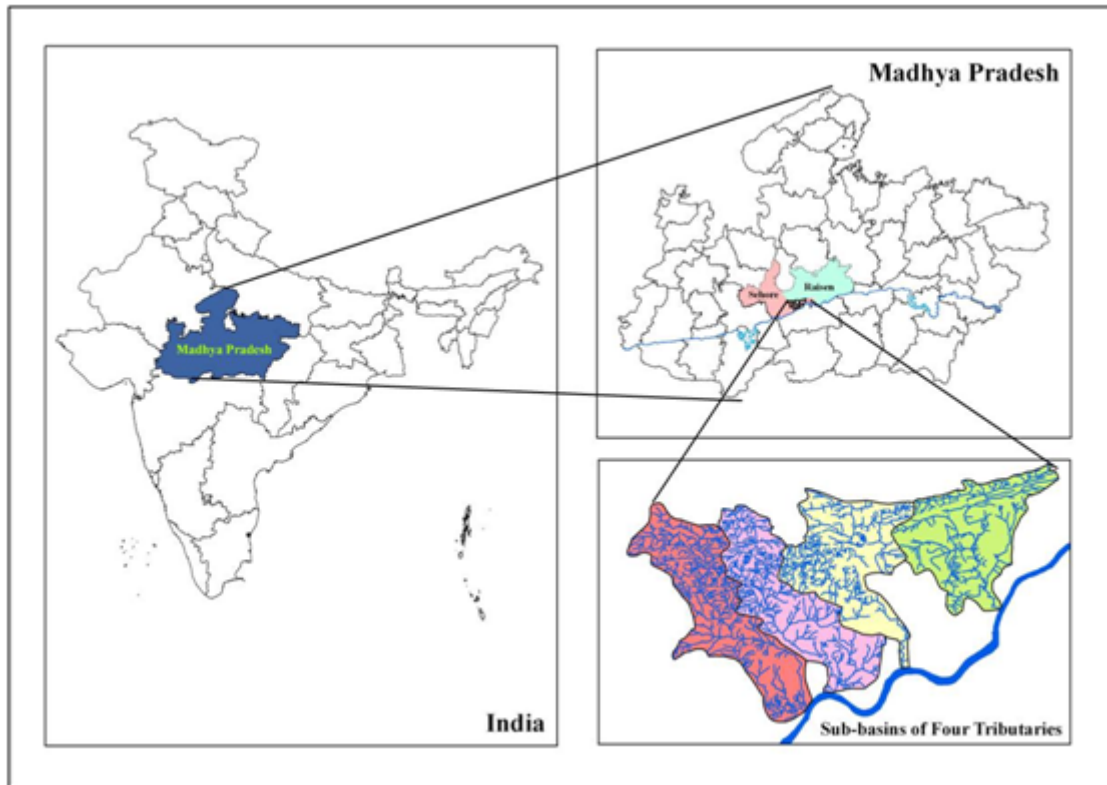 Madhya Pradesh
India
Madhya Pradesh
Sehore
Raisen
Sub-basins of Four Tributaries